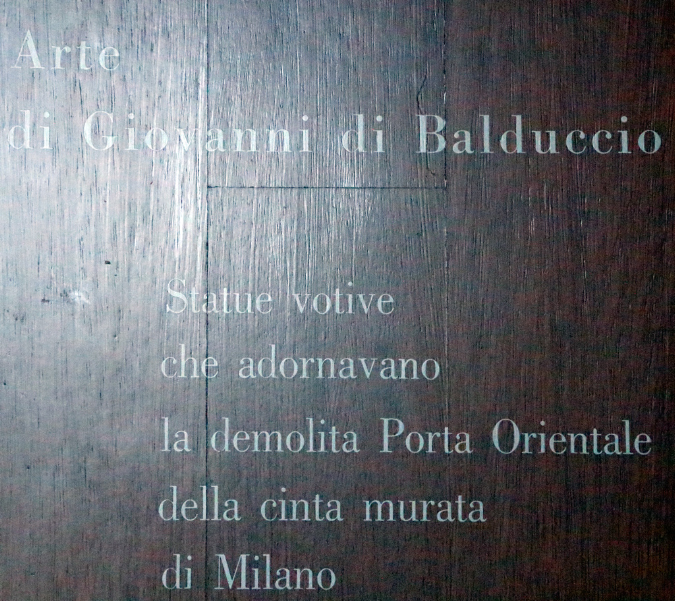 Arte
di Giovanni di Balduccio
Statue votive
che adornavano
la demolita Porta Orientale
della cinta murata
di Milano